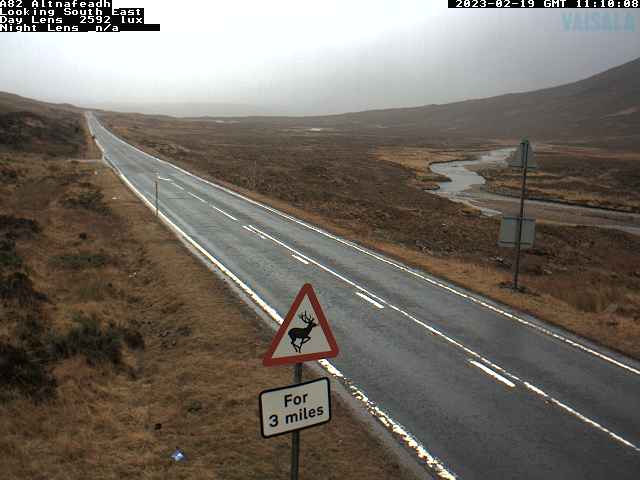 A82 Altnafeadh
Looking South East
Day Lens 2592 lux
Night Lens n/a
2023-02-19 GMT 11:10:08
VAISALA
For
3 miles